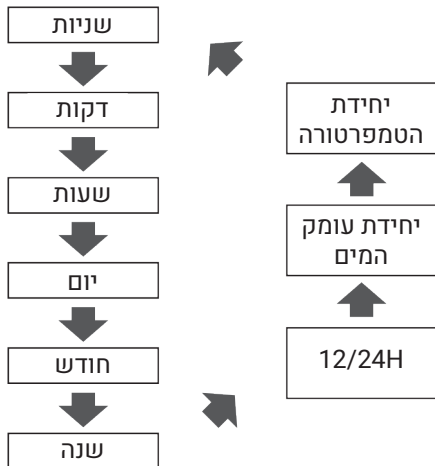 שניות
דקות
שעות
יום
חודש
שנה
12/24H
יחידת עומק
המים
יחידת
הטמפרטורה